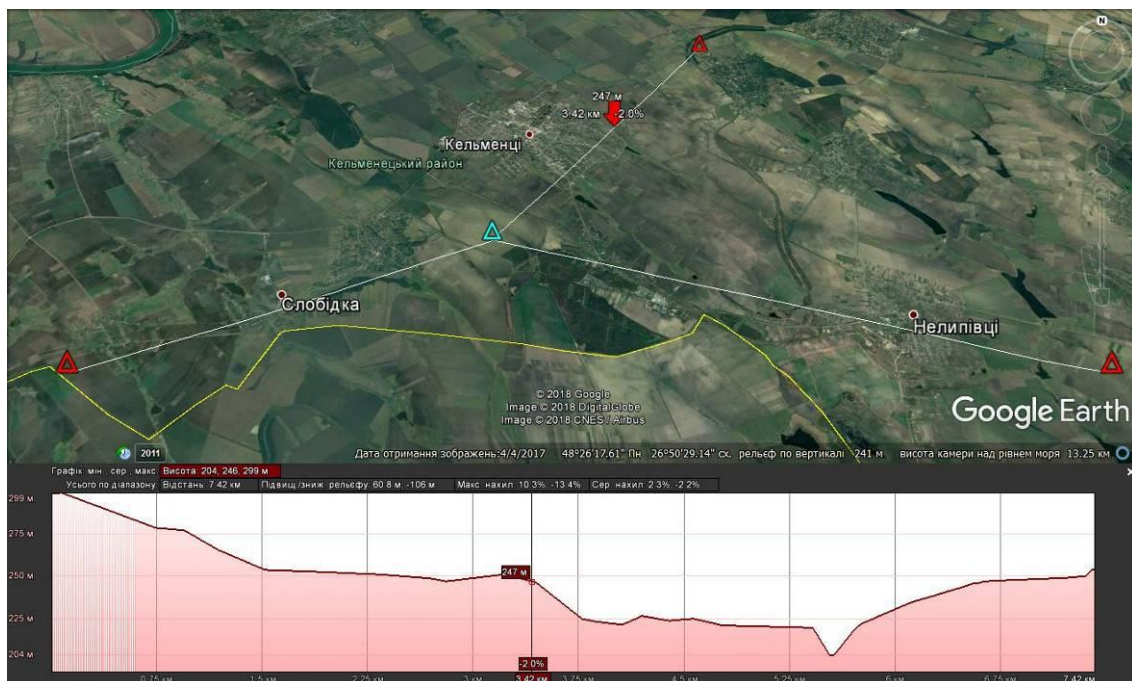 N
247 м
3.42 км -2.0%
Кельменці
Кельменецький район
Слобідка
Нелипівці
© 2018 Google
Image © 2018 DigitalGlobe
Image © 2018 CNES / Airbus
Google Earth
2011
Дата отримання зображень:4/4/2017 48°26'17.61" Пн 26°50'29.14" сх. рельєф по вертикалі 241 м висота камери над рівнем моря 13.25 км
Графік: мін., сер., макс Висота: 204, 246, 299 м
Усього по діапазону: Відстань: 7.42 км Підвищ./зниж. рельєфу: 60.8 м, -106 м Макс. нахил: 10.3%, -13.4% Сер. нахил: 2.3%, -2.2%
299 м
275 м
250 м
225 м
204 м
247 м
-2.0%
0.75 км 1.5 км 2.25 км 3 км 3.42 км 3.75 км 4.5 км 5.25 км 6 км 6.75 км 7.42 км